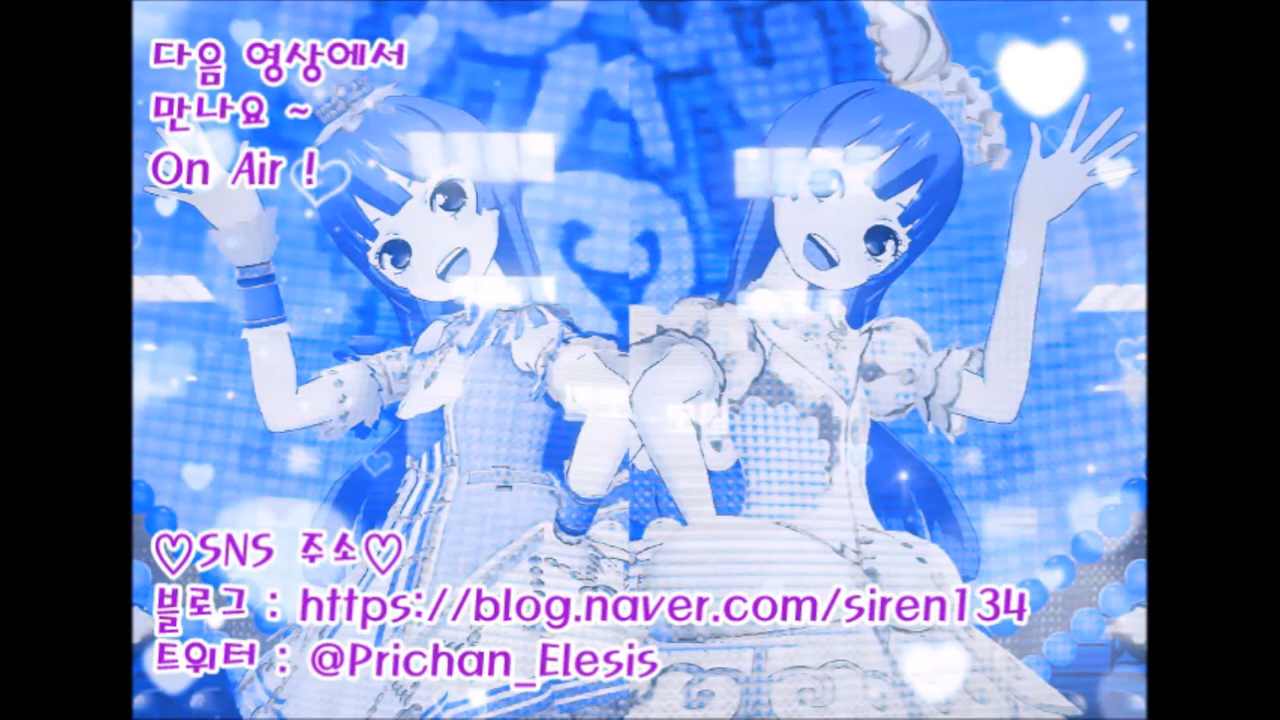 다음 영상에서
만나요 ~
On Air !
♡SNS 주소♡
블로그 : https://blog.naver.com/siren134
트위터 : @Prichan_Elesis